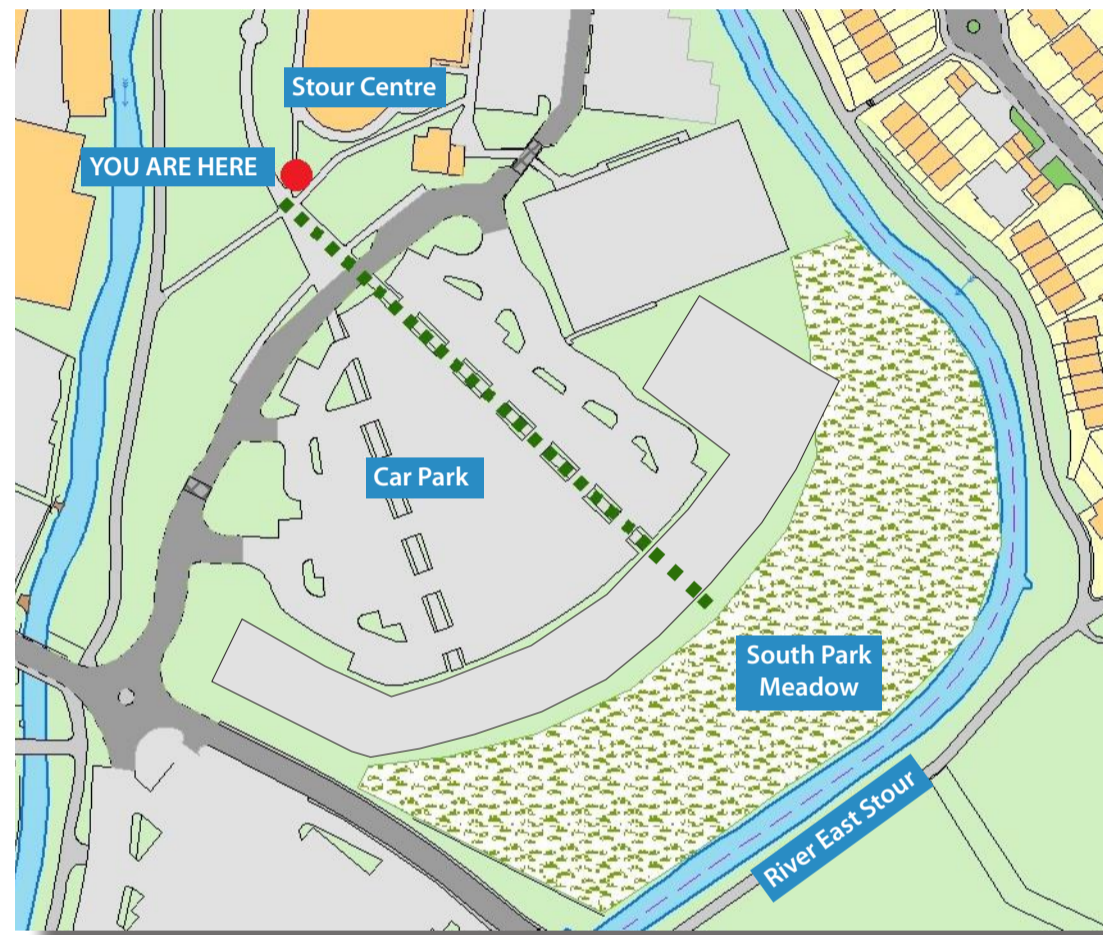 Stour Centre
YOU ARE HERE
Car Park
South Park
Meadow
River East Stour